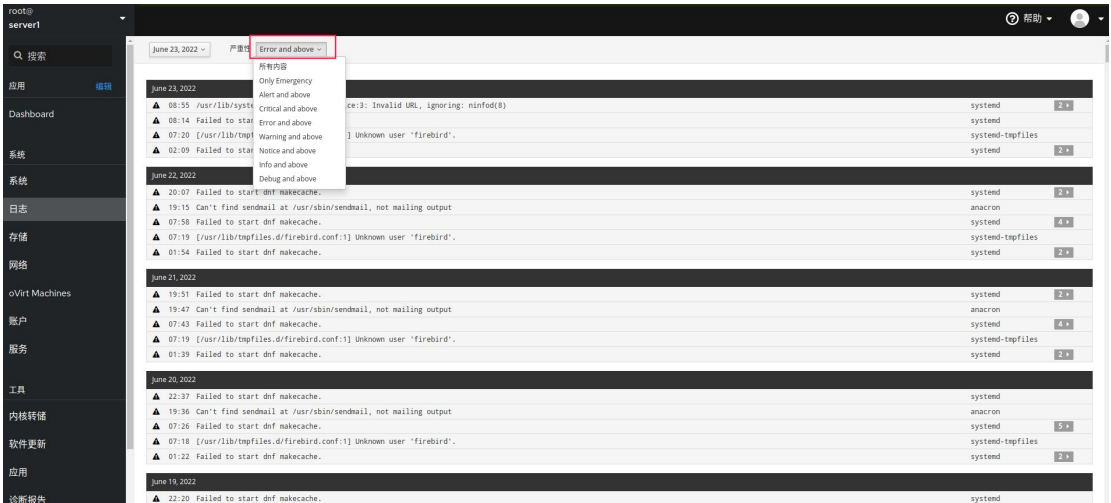 root@
server1
帮助
搜索
应用 编辑
Dashboard
系统
系统
日志
存储
网络
oVirt Machines
账户
服务
工具
内核转储
软件更新
应用
诊断报告
June 23, 2022 严重性 Error and above
所有内容
Only Emergency
Alert and above
Critical and above
Error and above
Warning and above
Notice and above
Info and above
Debug and above
June 23, 2022
08:55 /usr/lib/syste ce:3: Invalid URL, ignoring: ninfod(8) systemd 2
08:14 Failed to star systemd
07:20 [/usr/lib/tmpf ] Unknown user 'firebird'. systemd-tmpfiles
02:09 Failed to star systemd 2
June 22, 2022
20:07 Failed to start dnf makecache. systemd 2
19:15 Can't find sendmail at /usr/sbin/sendmail, not mailing output anacron
07:58 Failed to start dnf makecache. systemd 4
07:19 [/usr/lib/tmpfiles.d/firebird.conf:1] Unknown user 'firebird'. systemd-tmpfiles
01:54 Failed to start dnf makecache. systemd 2
June 21, 2022
19:51 Failed to start dnf makecache. systemd 2
19:47 Can't find sendmail at /usr/sbin/sendmail, not mailing output anacron
07:43 Failed to start dnf makecache. systemd 4
07:19 [/usr/lib/tmpfiles.d/firebird.conf:1] Unknown user 'firebird'. systemd-tmpfiles
01:39 Failed to start dnf makecache. systemd 2
June 20, 2022
22:37 Failed to start dnf makecache. systemd
19:36 Can't find sendmail at /usr/sbin/sendmail, not mailing output anacron
07:26 Failed to start dnf makecache. systemd 5
07:18 [/usr/lib/tmpfiles.d/firebird.conf:1] Unknown user 'firebird'. systemd-tmpfiles
01:22 Failed to start dnf makecache. systemd 2
June 19, 2022
22:20 Failed to start dnf makecache. systemd